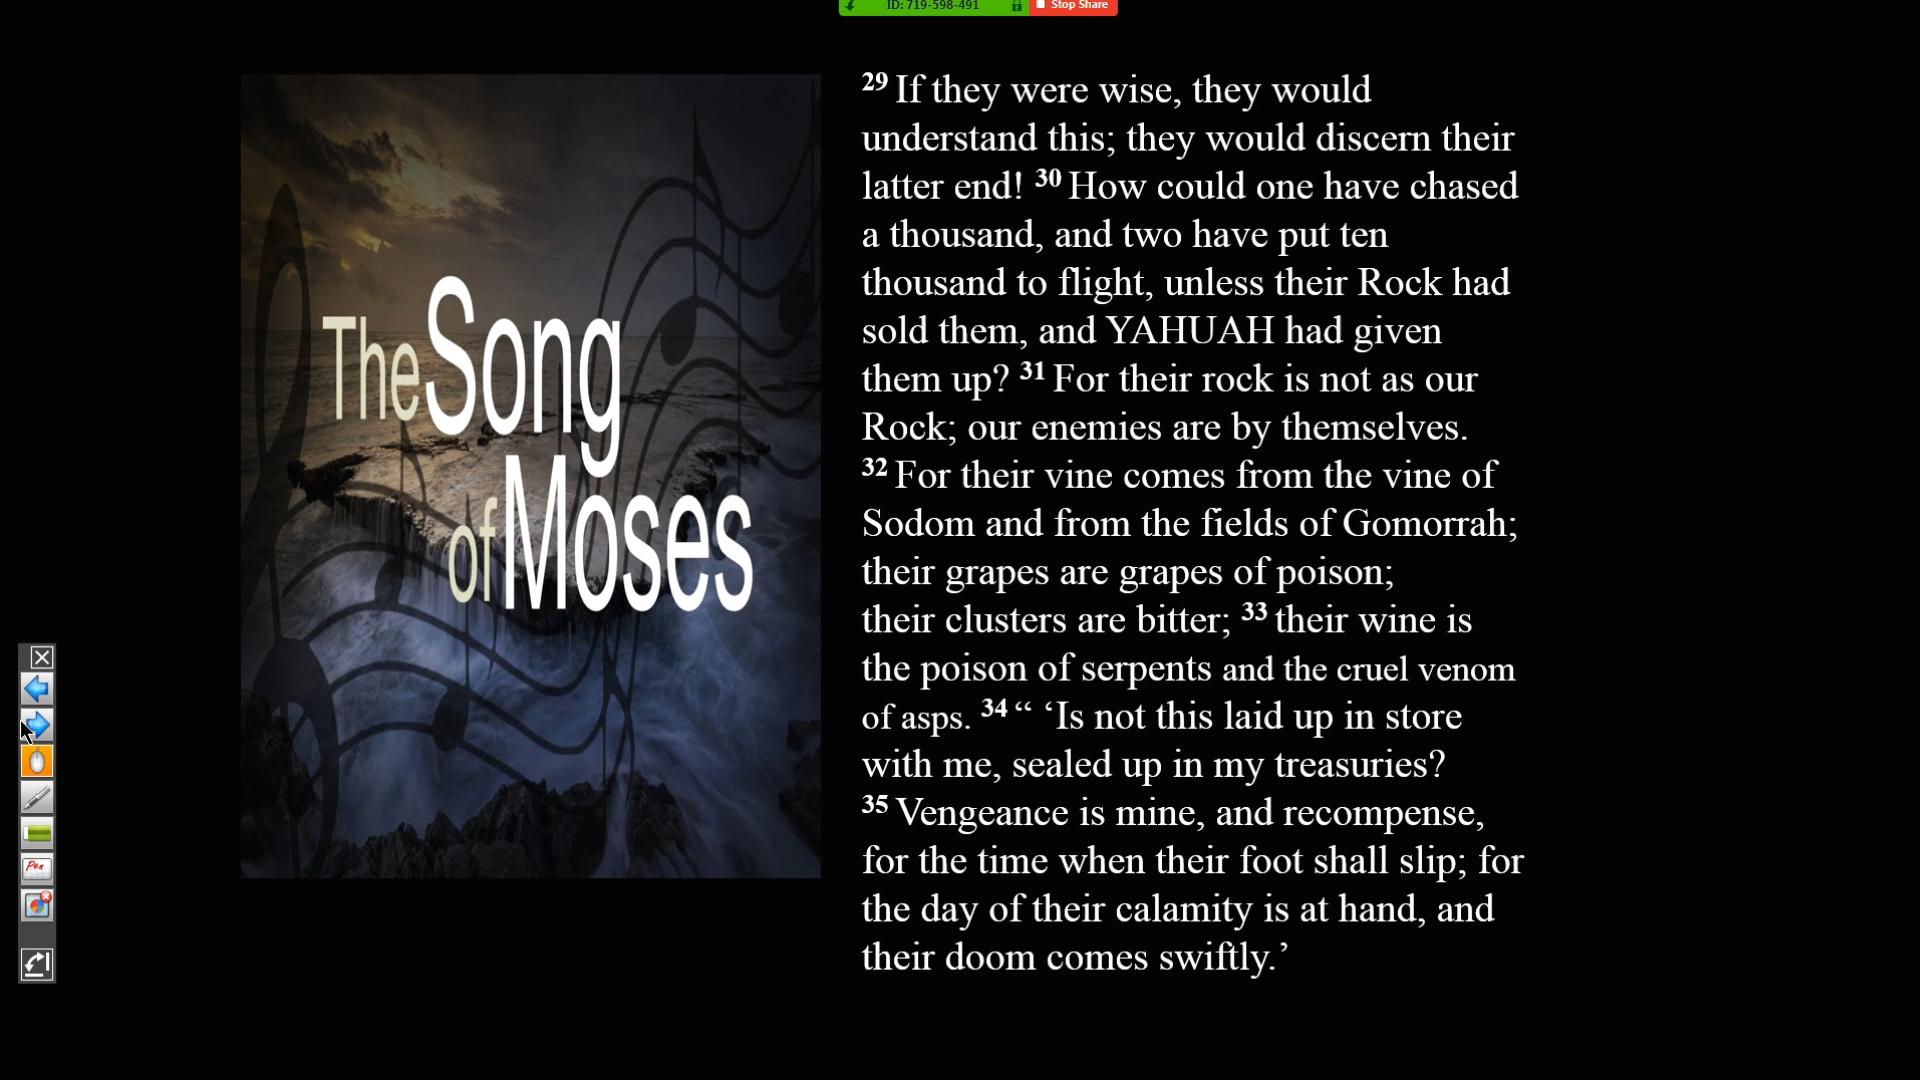 ID: 719-598-491
Stop Share
The Song
of Moses
29 If they were wise, they would
understand this; they would discern their
latter end! 30 How could one have chased
a thousand, and two have put ten
thousand to flight, unless their Rock had
sold them, and YAHUAH had given
them up? 31 For their rock is not as our
Rock; our enemies are by themselves.
32 For their vine comes from the vine of
Sodom and from the fields of Gomorrah;
their grapes are grapes of poison;
their clusters are bitter; 33 their wine is
the poison of serpents and the cruel venom
of asps. 34 “ ‘Is not this laid up in store
with me, sealed up in my treasuries?
35 Vengeance is mine, and recompense,
for the time when their foot shall slip; for
the day of their calamity is at hand, and
their doom comes swiftly.’
Pen